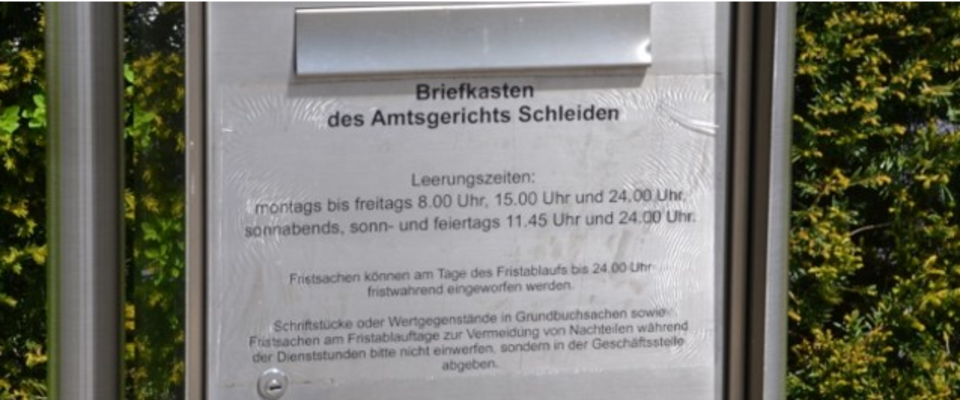 Briefkasten
des Amtsgerichts Schleiden
Leerungszeiten:
montags bis freitags 8.00 Uhr, 15.00 Uhr und 24.00 Uhr,
sonnabends, sonn- und feiertags 11.45 Uhr und 24.00 Uhr.
Fristsachen können am Tage des Fristablaufs bis 24.00 Uhr
fristwahrend eingeworfen werden.
Schriftstücke oder Wertgegenstände in Grundbuchsachen sowie
Fristsachen am Fristablauftage zur Vermeidung von Nachteilen während
der Dienststunden bitte nicht einwerfen, sondern in der Geschäftsstelle
abgeben.